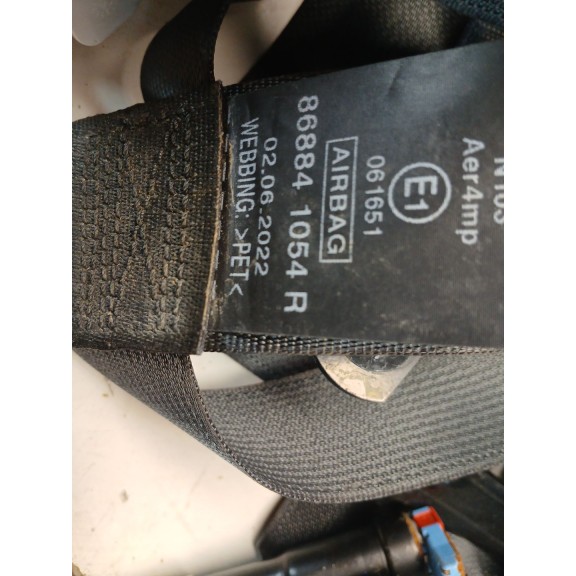 Aer4mp
E1
061651
AIRBAG
86884 1054 R
02.06.2022
WEBBING: >PET<